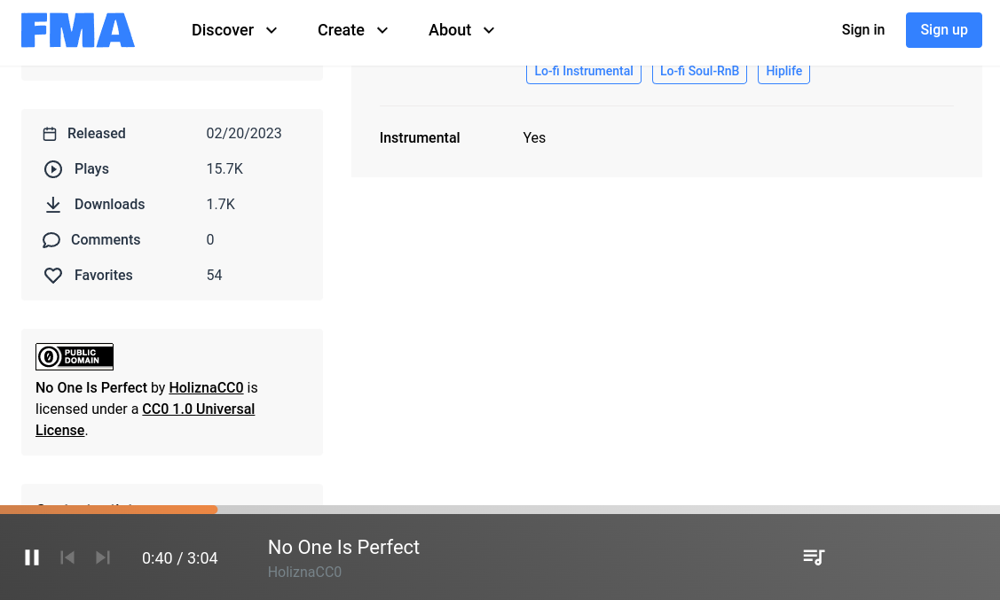 FMA
Discover
Create
About
Sign in
Sign up
Lo-fi Instrumental
Lo-fi Soul-RnB
Hiplife
Instrumental Yes
Released 02/20/2023
Plays 15.7K
Downloads 1.7K
Comments 0
Favorites 54
PUBLIC
DOMAIN
No One Is Perfect by HoliznaCC0 is
licensed under a CC0 1.0 Universal
License.
0:40 / 3:04
No One Is Perfect
HoliznaCC0